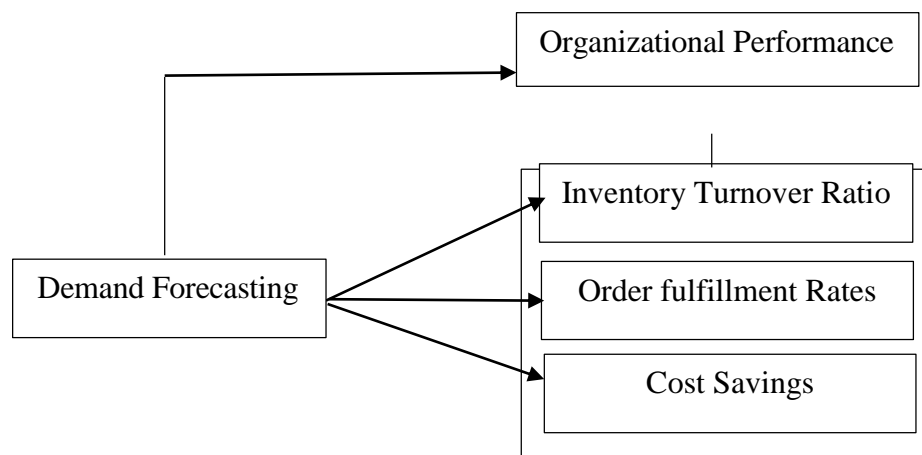 Organizational Performance
Inventory Turnover Ratio
Demand Forecasting
Order fulfillment Rates
Cost Savings